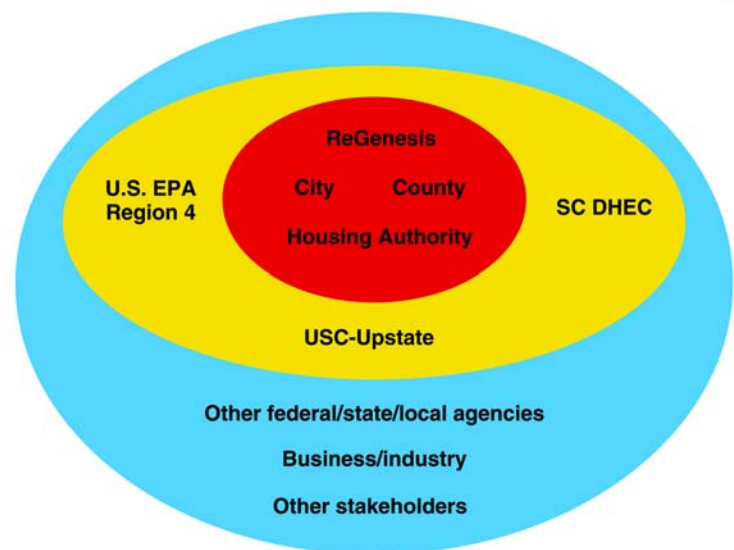 ReGenesis
City County
Housing Authority
U.S. EPA
Region 4
SC DHEC
USC-Upstate
Other federal/state/local agencies
Business/industry
Other stakeholders